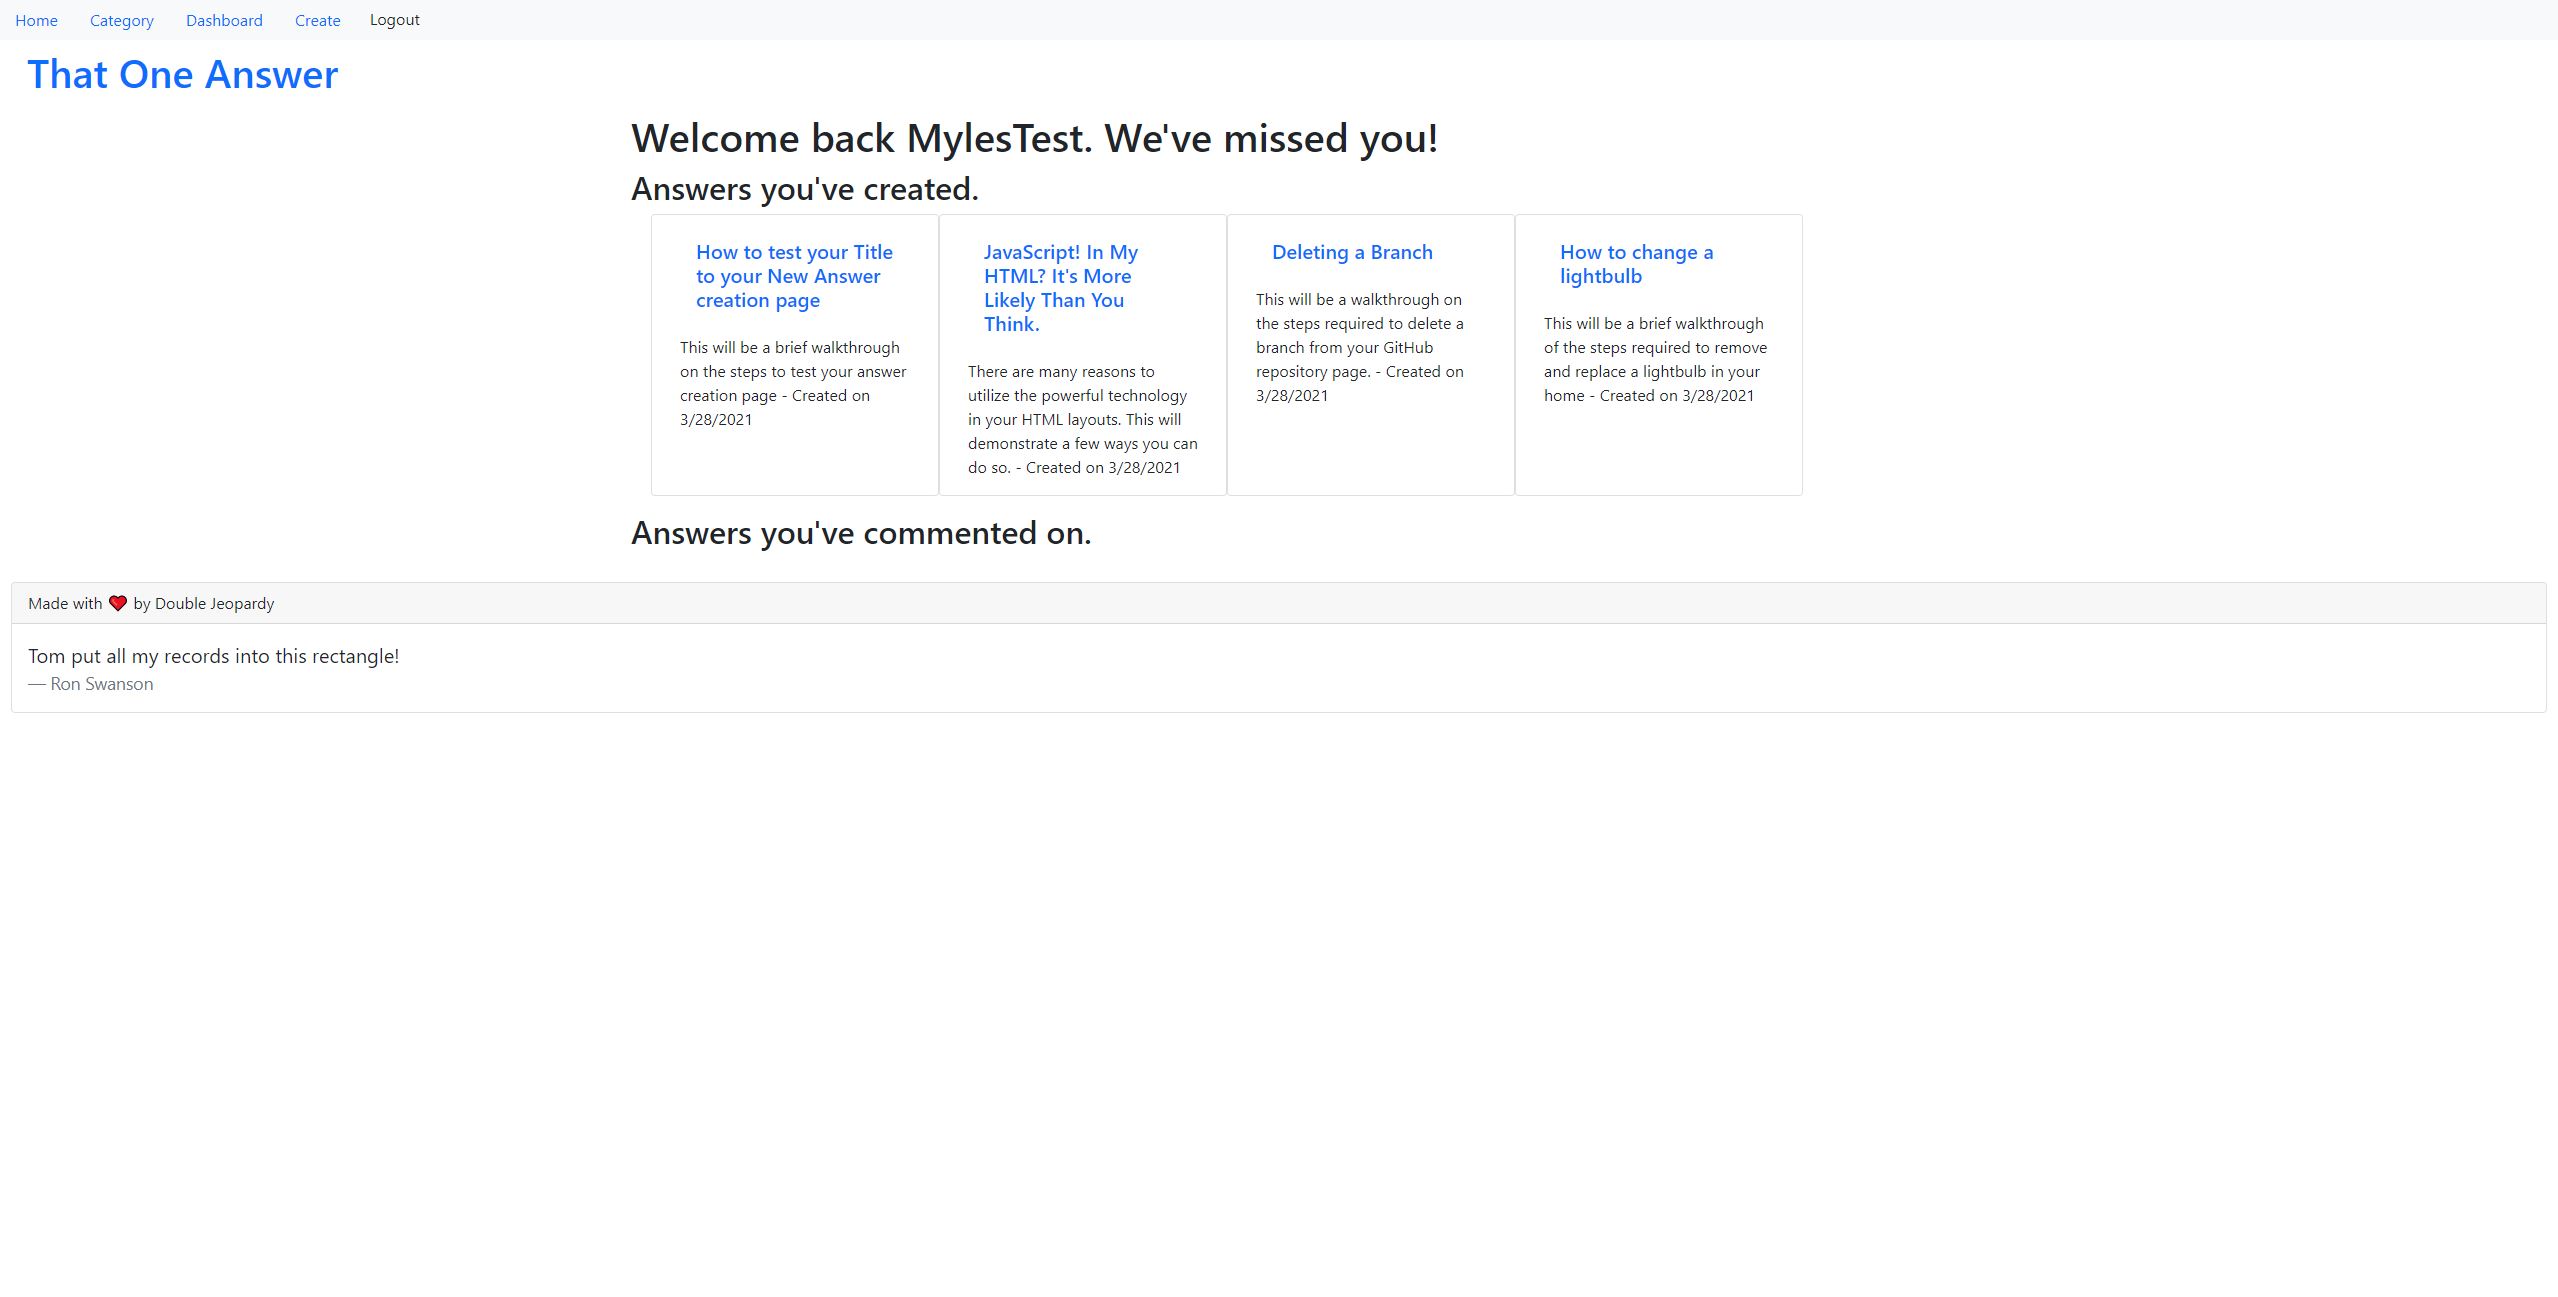 Home Category Dashboard Create Logout
That One Answer
Welcome back MylesTest. We've missed you!
Answers you've created.
How to test your Title
to your New Answer
creation page
This will be a brief walkthrough
on the steps to test your answer
creation page - Created on
3/28/2021
JavaScript! In My
HTML? It's More
Likely Than You
Think.
There are many reasons to
utilize the powerful technology
in your HTML layouts. This will
demonstrate a few ways you can
do so. - Created on 3/28/2021
Deleting a Branch
This will be a walkthrough on
the steps required to delete a
branch from your GitHub
repository page. - Created on
3/28/2021
How to change a
lightbulb
This will be a brief walkthrough
of the steps required to remove
and replace a lightbulb in your
home - Created on 3/28/2021
Answers you've commented on.
Made with ❤️ by Double Jeopardy
Tom put all my records into this rectangle!
— Ron Swanson